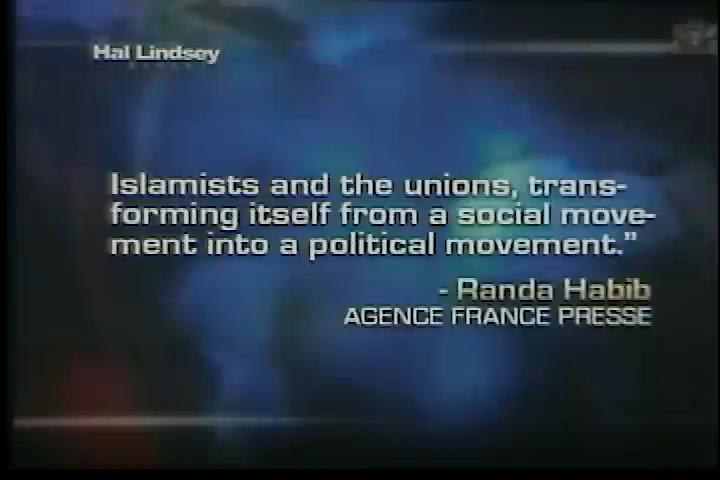 Hal Lindsey
Islamists and the unions, trans-
forming itself from a social move-
ment into a political movement."
- Randa Habib
AGENCE FRANCE PRESSE